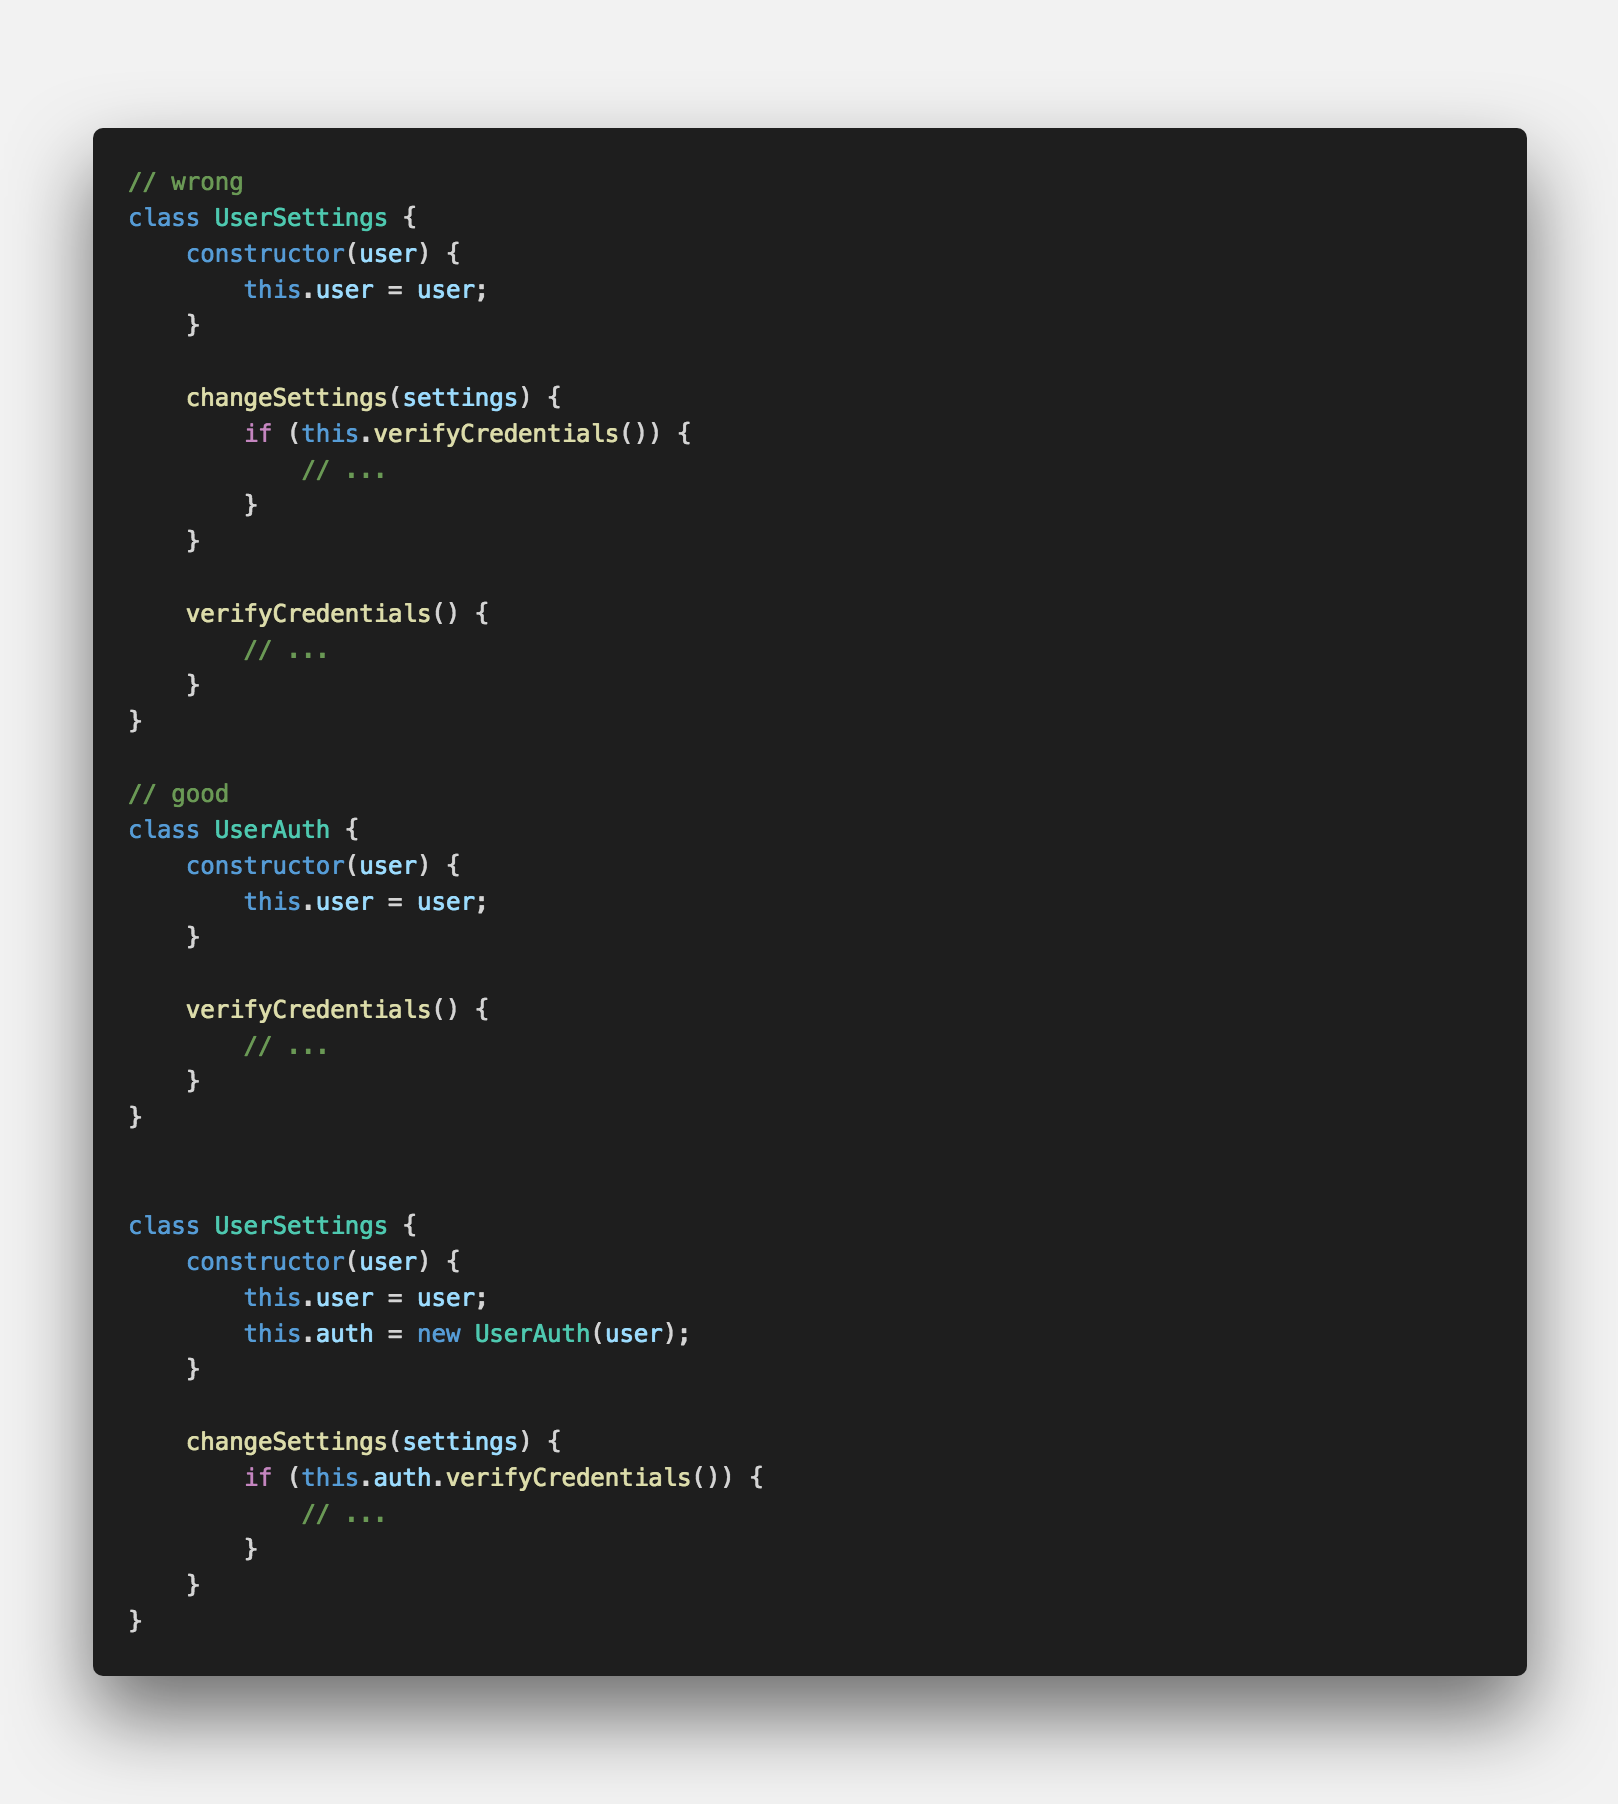 // wrong
class UserSettings {
    constructor(user) {
        this.user = user;
    }

    changeSettings(settings) {
        if (this.verifyCredentials()) {
            // ...
        }
    }

    verifyCredentials() {
        // ...
    }
}

// good
class UserAuth {
    constructor(user) {
        this.user = user;
    }

    verifyCredentials() {
        // ...
    }
}


class UserSettings {
    constructor(user) {
        this.user = user;
        this.auth = new UserAuth(user);
    }

    changeSettings(settings) {
        if (this.auth.verifyCredentials()) {
            // ...
        }
    }
}